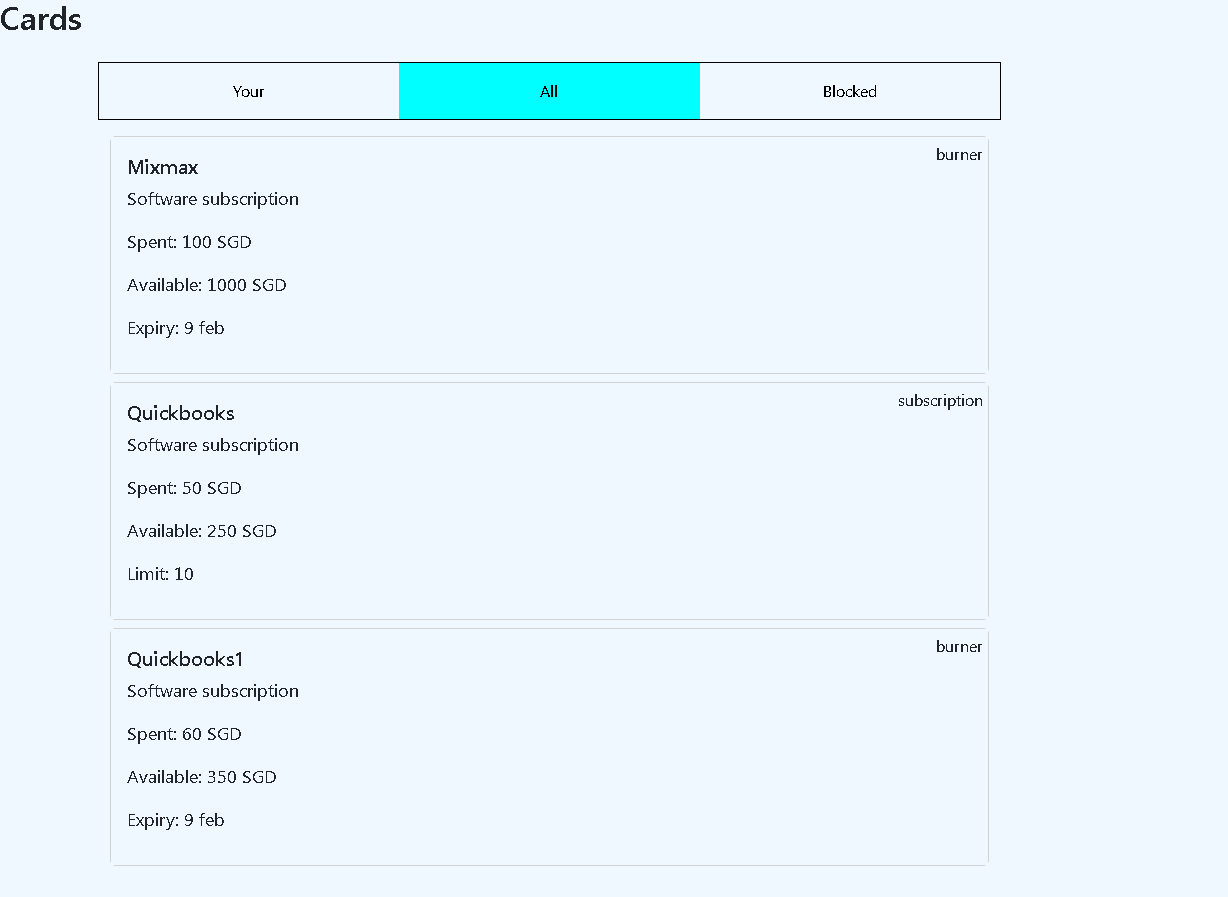 Cards
Your
All
Blocked
Mixmax
burner
Software subscription
Spent: 100 SGD
Available: 1000 SGD
Expiry: 9 feb
Quickbooks
subscription
Software subscription
Spent: 50 SGD
Available: 250 SGD
Limit: 10
Quickbooks1
burner
Software subscription
Spent: 60 SGD
Available: 350 SGD
Expiry: 9 feb